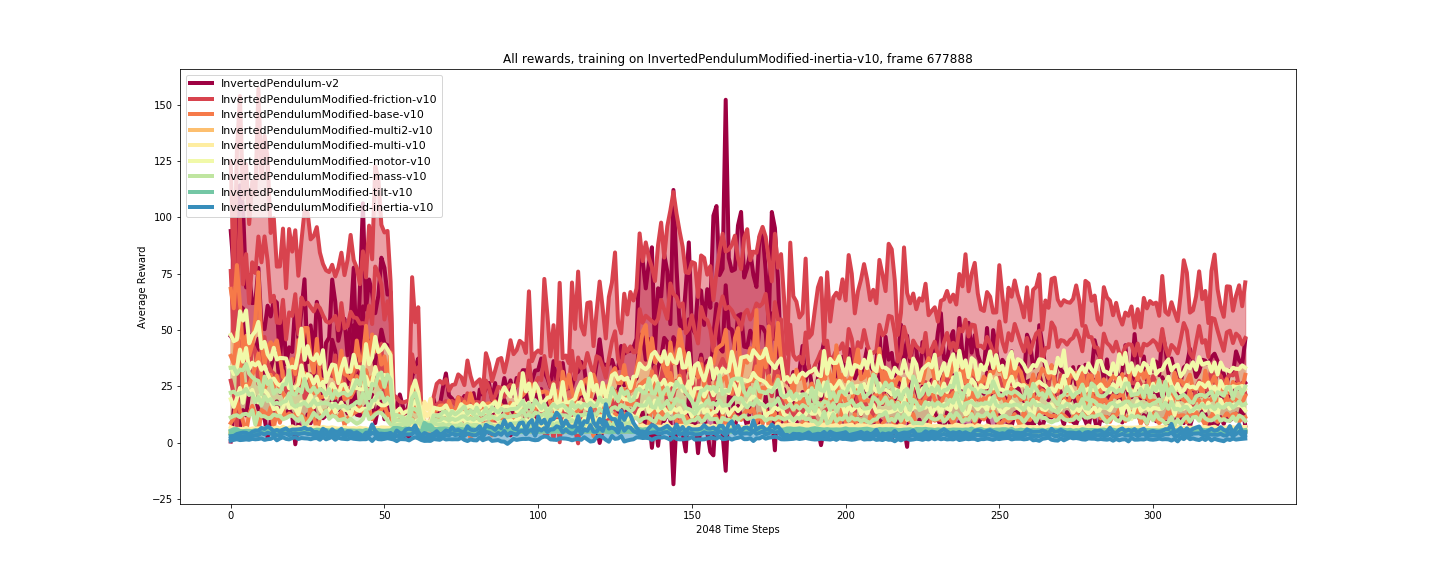 All rewards, training on InvertedPendulumModified-inertia-v10, frame 677888
InvertedPendulum-v2
InvertedPendulumModified-friction-v10
InvertedPendulumModified-base-v10
InvertedPendulumModified-multi2-v10
InvertedPendulumModified-multi-v10
InvertedPendulumModified-motor-v10
InvertedPendulumModified-mass-v10
InvertedPendulumModified-tilt-v10
InvertedPendulumModified-inertia-v10
Average Reward
150
125
100
75
50
25
0
−25
0 50 100 150 200 250 300
2048 Time Steps